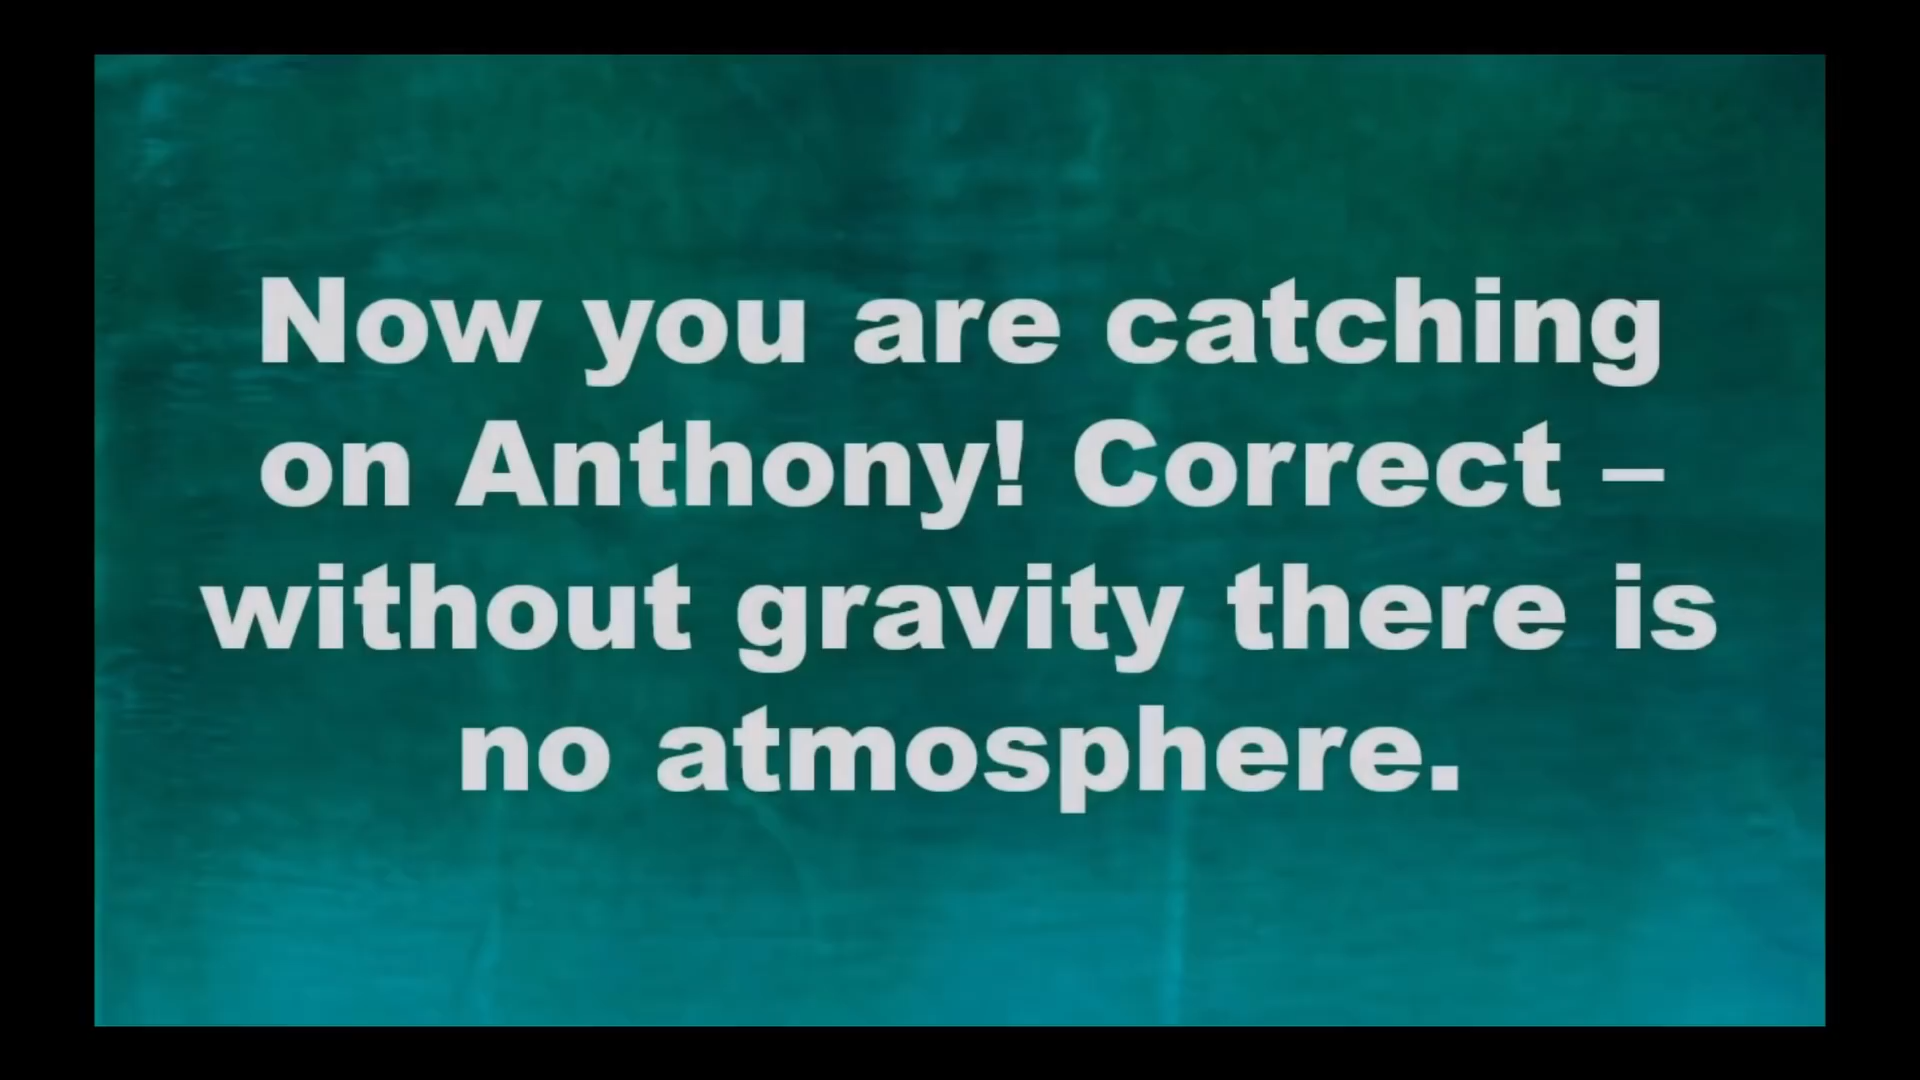 Now you are catching
on Anthony! Correct –
without gravity there is
no atmosphere.